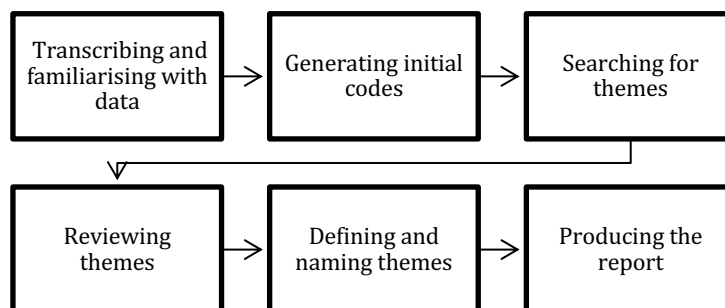 Transcribing and
familiarising with
data
Generating initial
codes
Searching for
themes
Reviewing
themes
Defining and
naming themes
Producing the
report